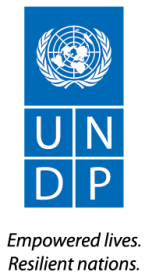 U N
D P
Empowered lives.
Resilient nations.